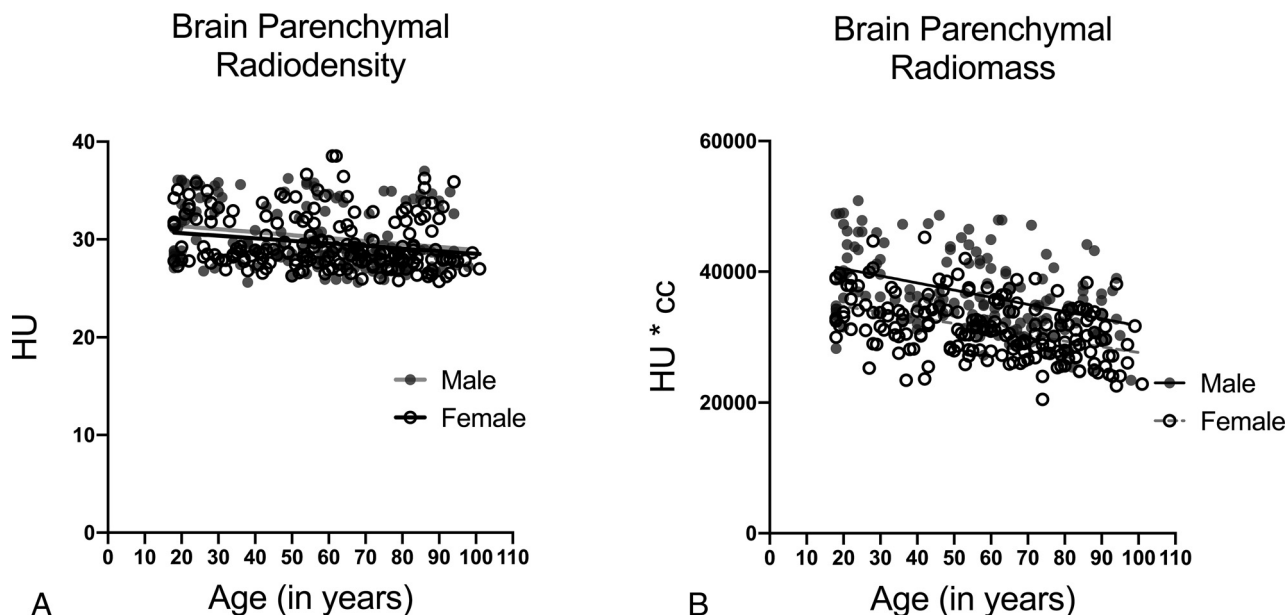 Brain Parenchymal
Radiodensity
40
30
20
10
0
HU
0 10 20 30 40 50 60 70 80 90 100 110
Age (in years)
Male
Female
A
Brain Parenchymal
Radiomass
60000
40000
20000
0
HU * cc
0 10 20 30 40 50 60 70 80 90 100 110
Age (in years)
Male
Female
B